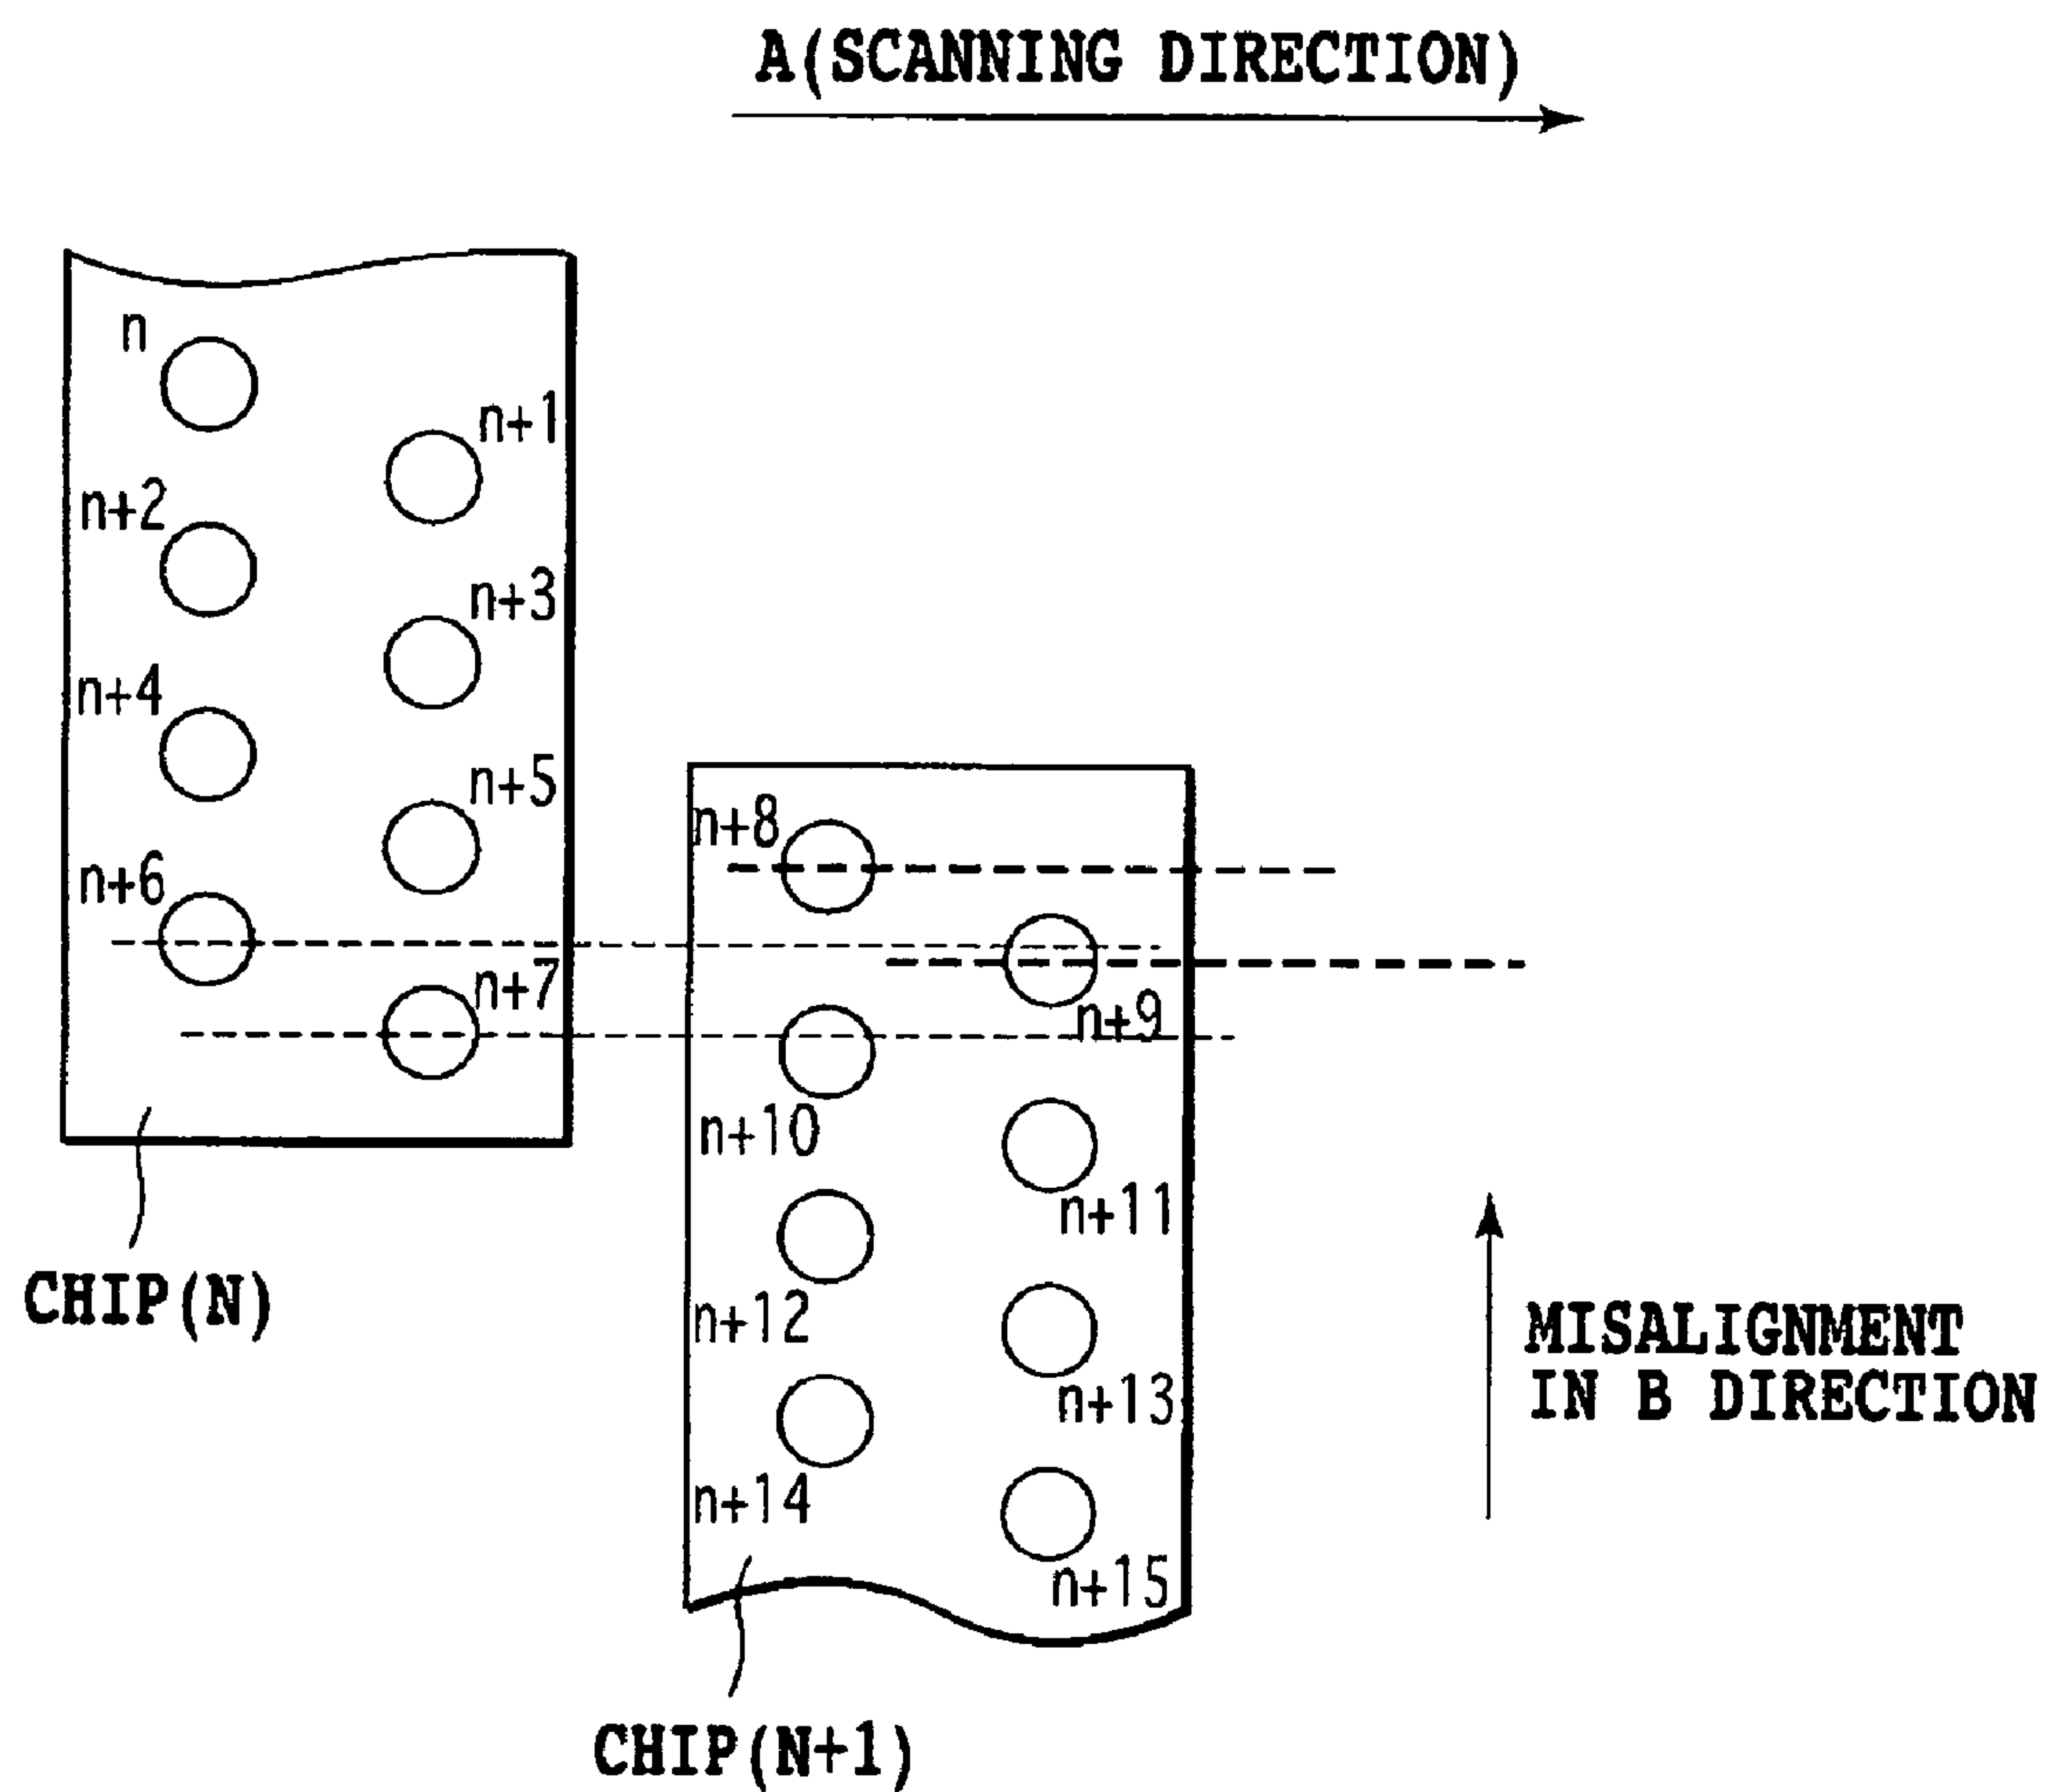 A(SCANNING DIRECTION)
n
n+1
n+2
n+3
n+4
n+5
n+6
n+7
n+8
n+9
n+10
n+11
n+12
n+13
n+14
n+15
CHIP(N)
MISALIGNMENT
IN B DIRECTION
CHIP(N+1)